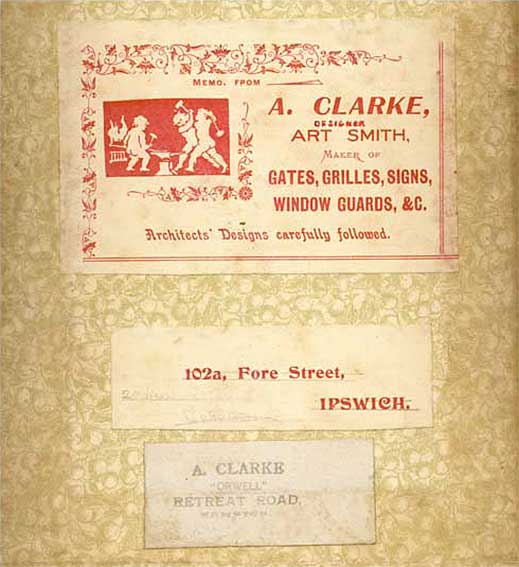 MEMO. FROM
A. CLARKE,
DESIGNER
ART SMITH,
MAKER OF
GATES, GRILLES, SIGNS,
WINDOW GUARDS, &C.
Architects' Designs carefully followed.
102a, Fore Street,
IPSWICH.
A. CLARKE
"ORWELL"
RETREAT ROAD,